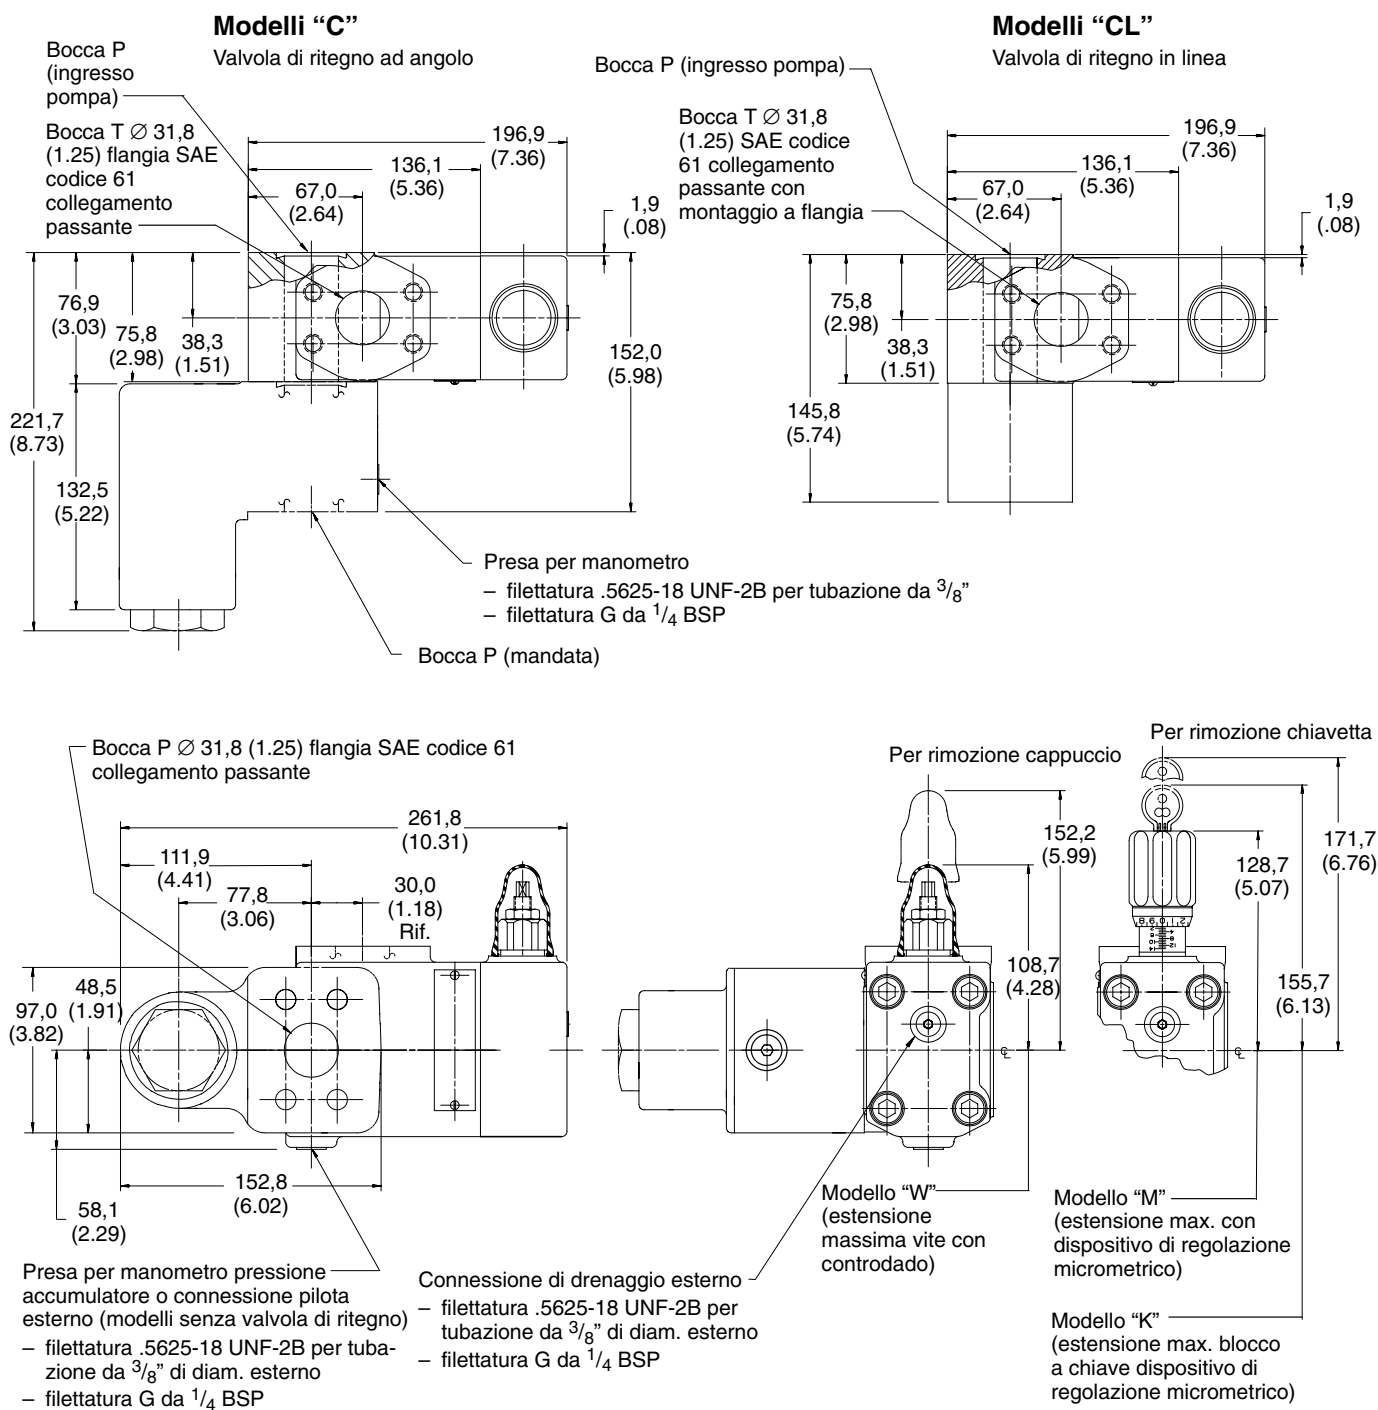 Modelli “C”
Valvola di ritegno ad angolo
Bocca P
(ingresso
pompa)
Bocca T ∅ 31,8
(1.25) flangia SAE
codice 61
collegamento
passante
196,9
(7.36)
136,1
(5.36)
67,0
(2.64)
1,9
(.08)
76,9
(3.03)
75,8
(2.98)
38,3
(1.51)
152,0
(5.98)
221,7
(8.73)
132,5
(5.22)
Presa per manometro
– filettatura .5625-18 UNF-2B per tubazione da 3/8”
– filettatura G da 1/4 BSP
Bocca P (mandata)
Modelli “CL”
Valvola di ritegno in linea
Bocca P (ingresso pompa)
Bocca T ∅ 31,8
(1.25) SAE codice
61 collegamento
passante con
montaggio a flangia
196,9
(7.36)
136,1
(5.36)
67,0
(2.64)
1,9
(.08)
75,8
(2.98)
38,3
(1.51)
145,8
(5.74)
Bocca P ∅ 31,8 (1.25) flangia SAE codice 61
collegamento passante
261,8
(10.31)
111,9
(4.41)
77,8
(3.06)
30,0
(1.18)
Rif.
48,5
(1.91)
97,0
(3.82)
152,8
(6.02)
58,1
(2.29)
Presa per manometro pressione
accumulatore o connessione pilota
esterno (modelli senza valvola di ritegno)
– filettatura .5625-18 UNF-2B per tuba-
zione da 3/8” di diam. esterno
– filettatura G da 1/4 BSP
Connessione di drenaggio esterno
– filettatura .5625-18 UNF-2B per
tubazione da 3/8” di diam. esterno
– filettatura G da 1/4 BSP
Per rimozione cappuccio
152,2
(5.99)
108,7
(4.28)
Modello “W”
(estensione
massima vite con
controdado)
Per rimozione chiavetta
171,7
(6.76)
128,7
(5.07)
155,7
(6.13)
Modello “M”
(estensione max. con
dispositivo di regolazione
micrometrico)
Modello “K”
(estensione max. blocco
a chiave dispositivo di
regolazione micrometrico)